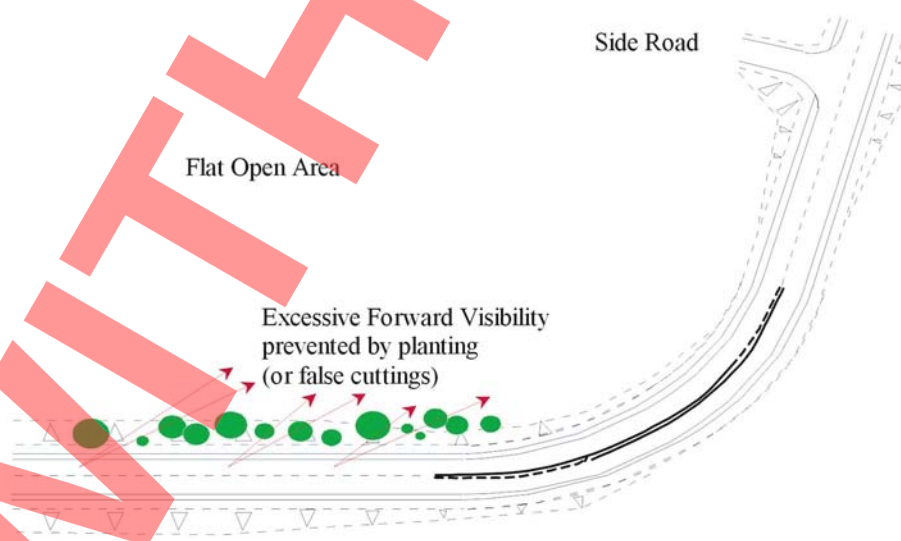 Side Road
Flat Open Area
Excessive Forward Visibility
prevented by planting
(or false cuttings)